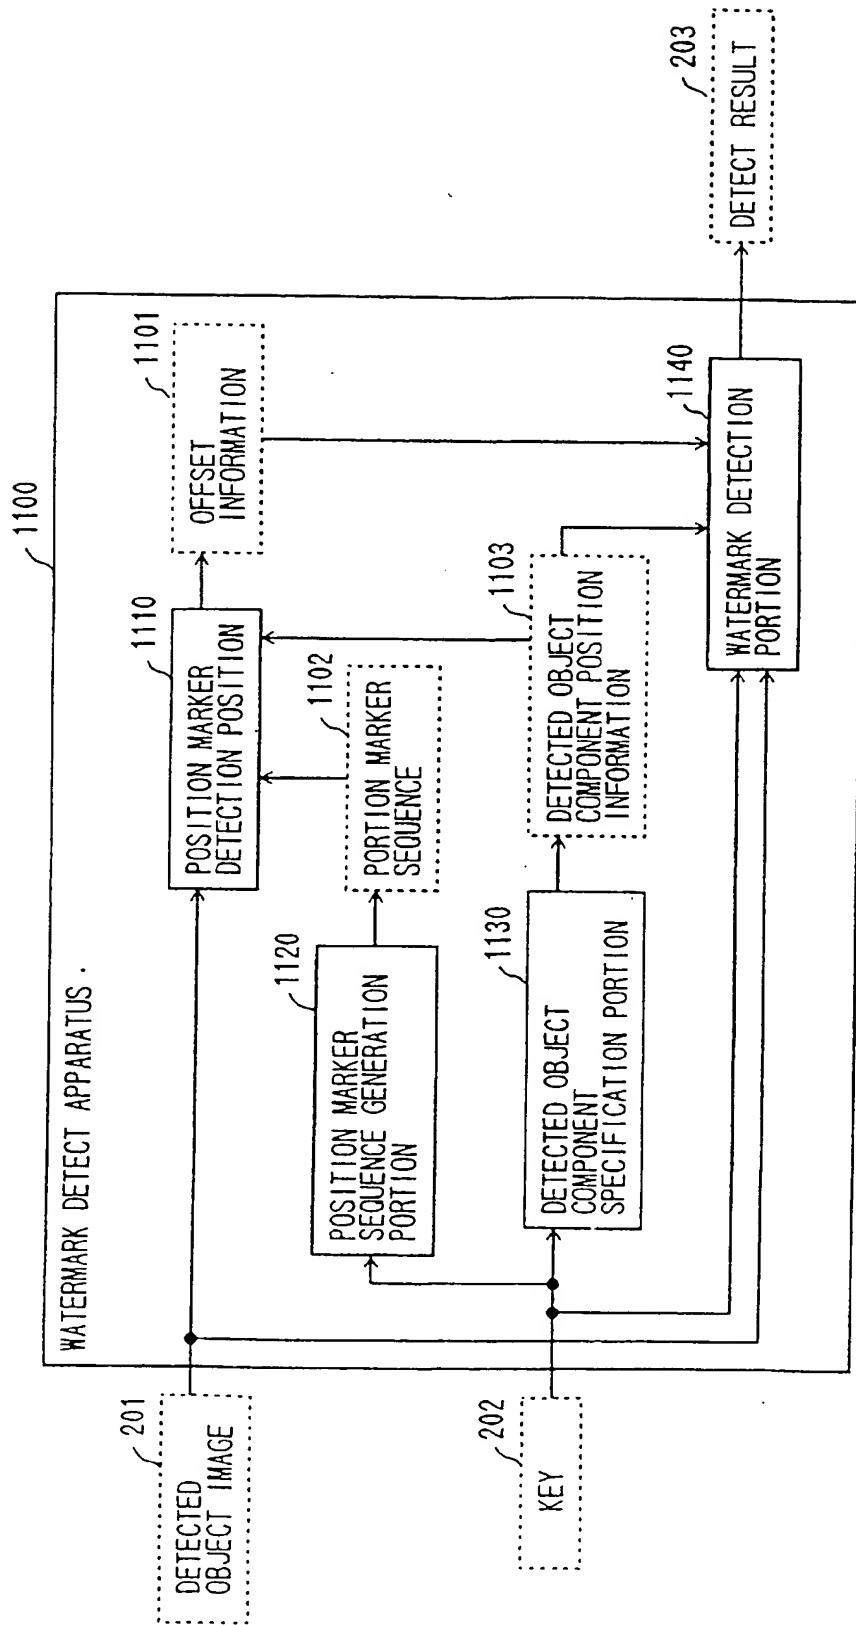 WATERMARK DETECT APPARATUS.
1100
201
DETECTED
OBJECT IMAGE
202
KEY
1110
POSITION MARKER
DETECTION POSITION
1101
OFFSET
INFORMATION
1120
POSITION MARKER
SEQUENCE GENERATION
PORTION
1102
PORTION MARKER
SEQUENCE
1130
DETECTED OBJECT
COMPONENT
SPECIFICATION PORTION
1103
DETECTED OBJECT
COMPONENT POSITION
INFORMATION
1140
WATERMARK DETECTION
PORTION
203
DETECT RESULT